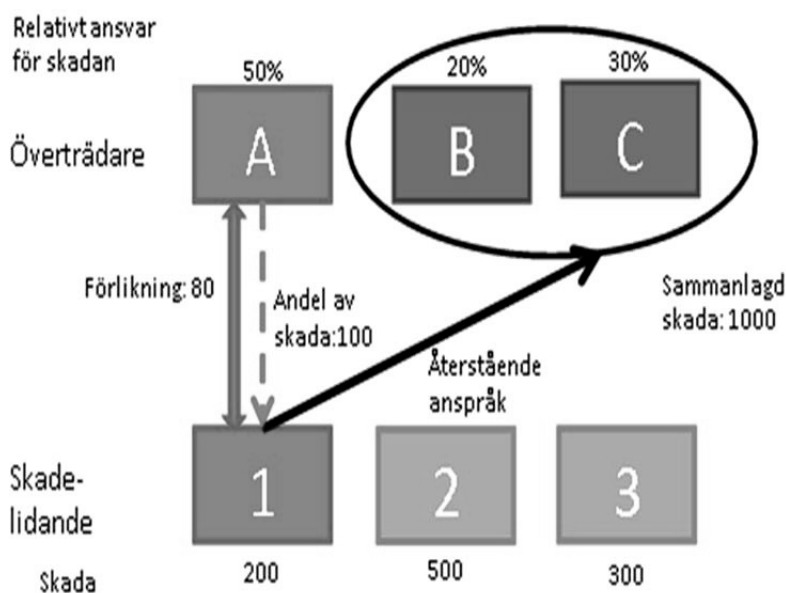 Relativt ansvar
för skadan
50%
20%
30%
Överträdare
A
B
C
Förlikning: 80
Andel av
skada:100
Sammanlagd
skada: 1000
Återstående
anspråk
Skade-
lidande
1
2
3
Skada
200
500
300